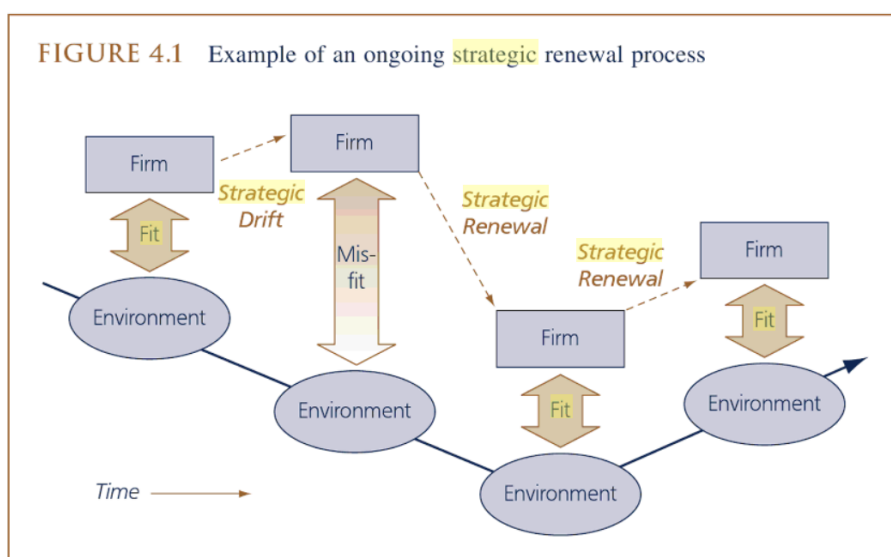 FIGURE 4.1 Example of an ongoing strategic renewal process
Firm
Firm
Strategic
Drift
Strategic
Renewal
Strategic
Renewal
Firm
Fit
Mis-
fit
Environment
Firm
Fit
Environment
Fit
Environment
Environment
Time